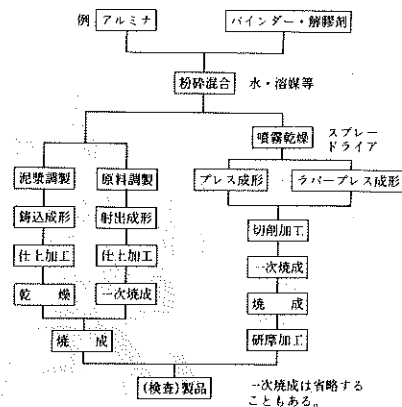 例 アルミナ
バインダー・解膠剤
粉砕混合 水・溶媒等
噴霧乾燥 スプレー
ドライア
泥漿調製 原料調製 プレス成形 ラバープレス成形
鋳込成形 射出成形
切削加工
仕上加工 仕上加工
一次焼成
乾燥 一次焼成
焼成
焼成
研摩加工
(検査)製品
一次焼成は省略する
こともある。